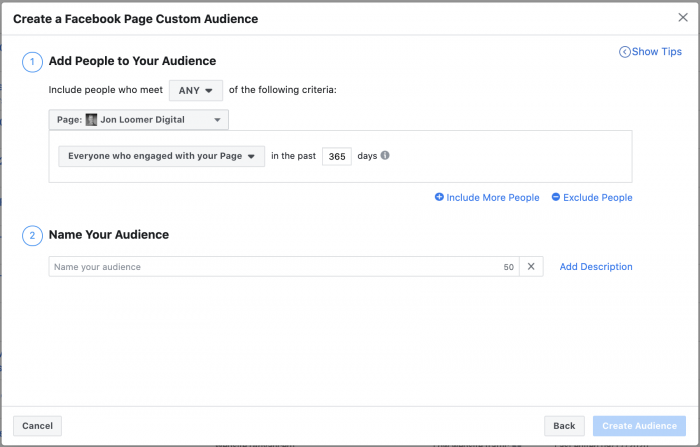 Create a Facebook Page Custom Audience
Show Tips
1 Add People to Your Audience
Include people who meet ANY of the following criteria:
Page: Jon Loomer Digital
Everyone who engaged with your Page in the past 365 days
Include More People Exclude People
2 Name Your Audience
Name your audience 50 Add Description
Cancel Back Create Audience